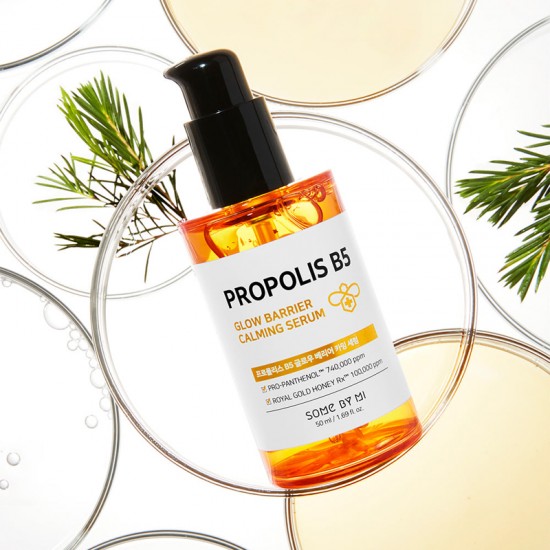 PROPOLIS B5
GLOW BARRIER
CALMING SERUM
프로폴리스 B5 글로우 베리어 카밍 세럼
PRO-PANTHENOL™ 740,000 ppm
ROYAL GOLD HONEY Rx™ 100,000 ppm
SOME BY MI
50 ml / 1.69 fl. oz.